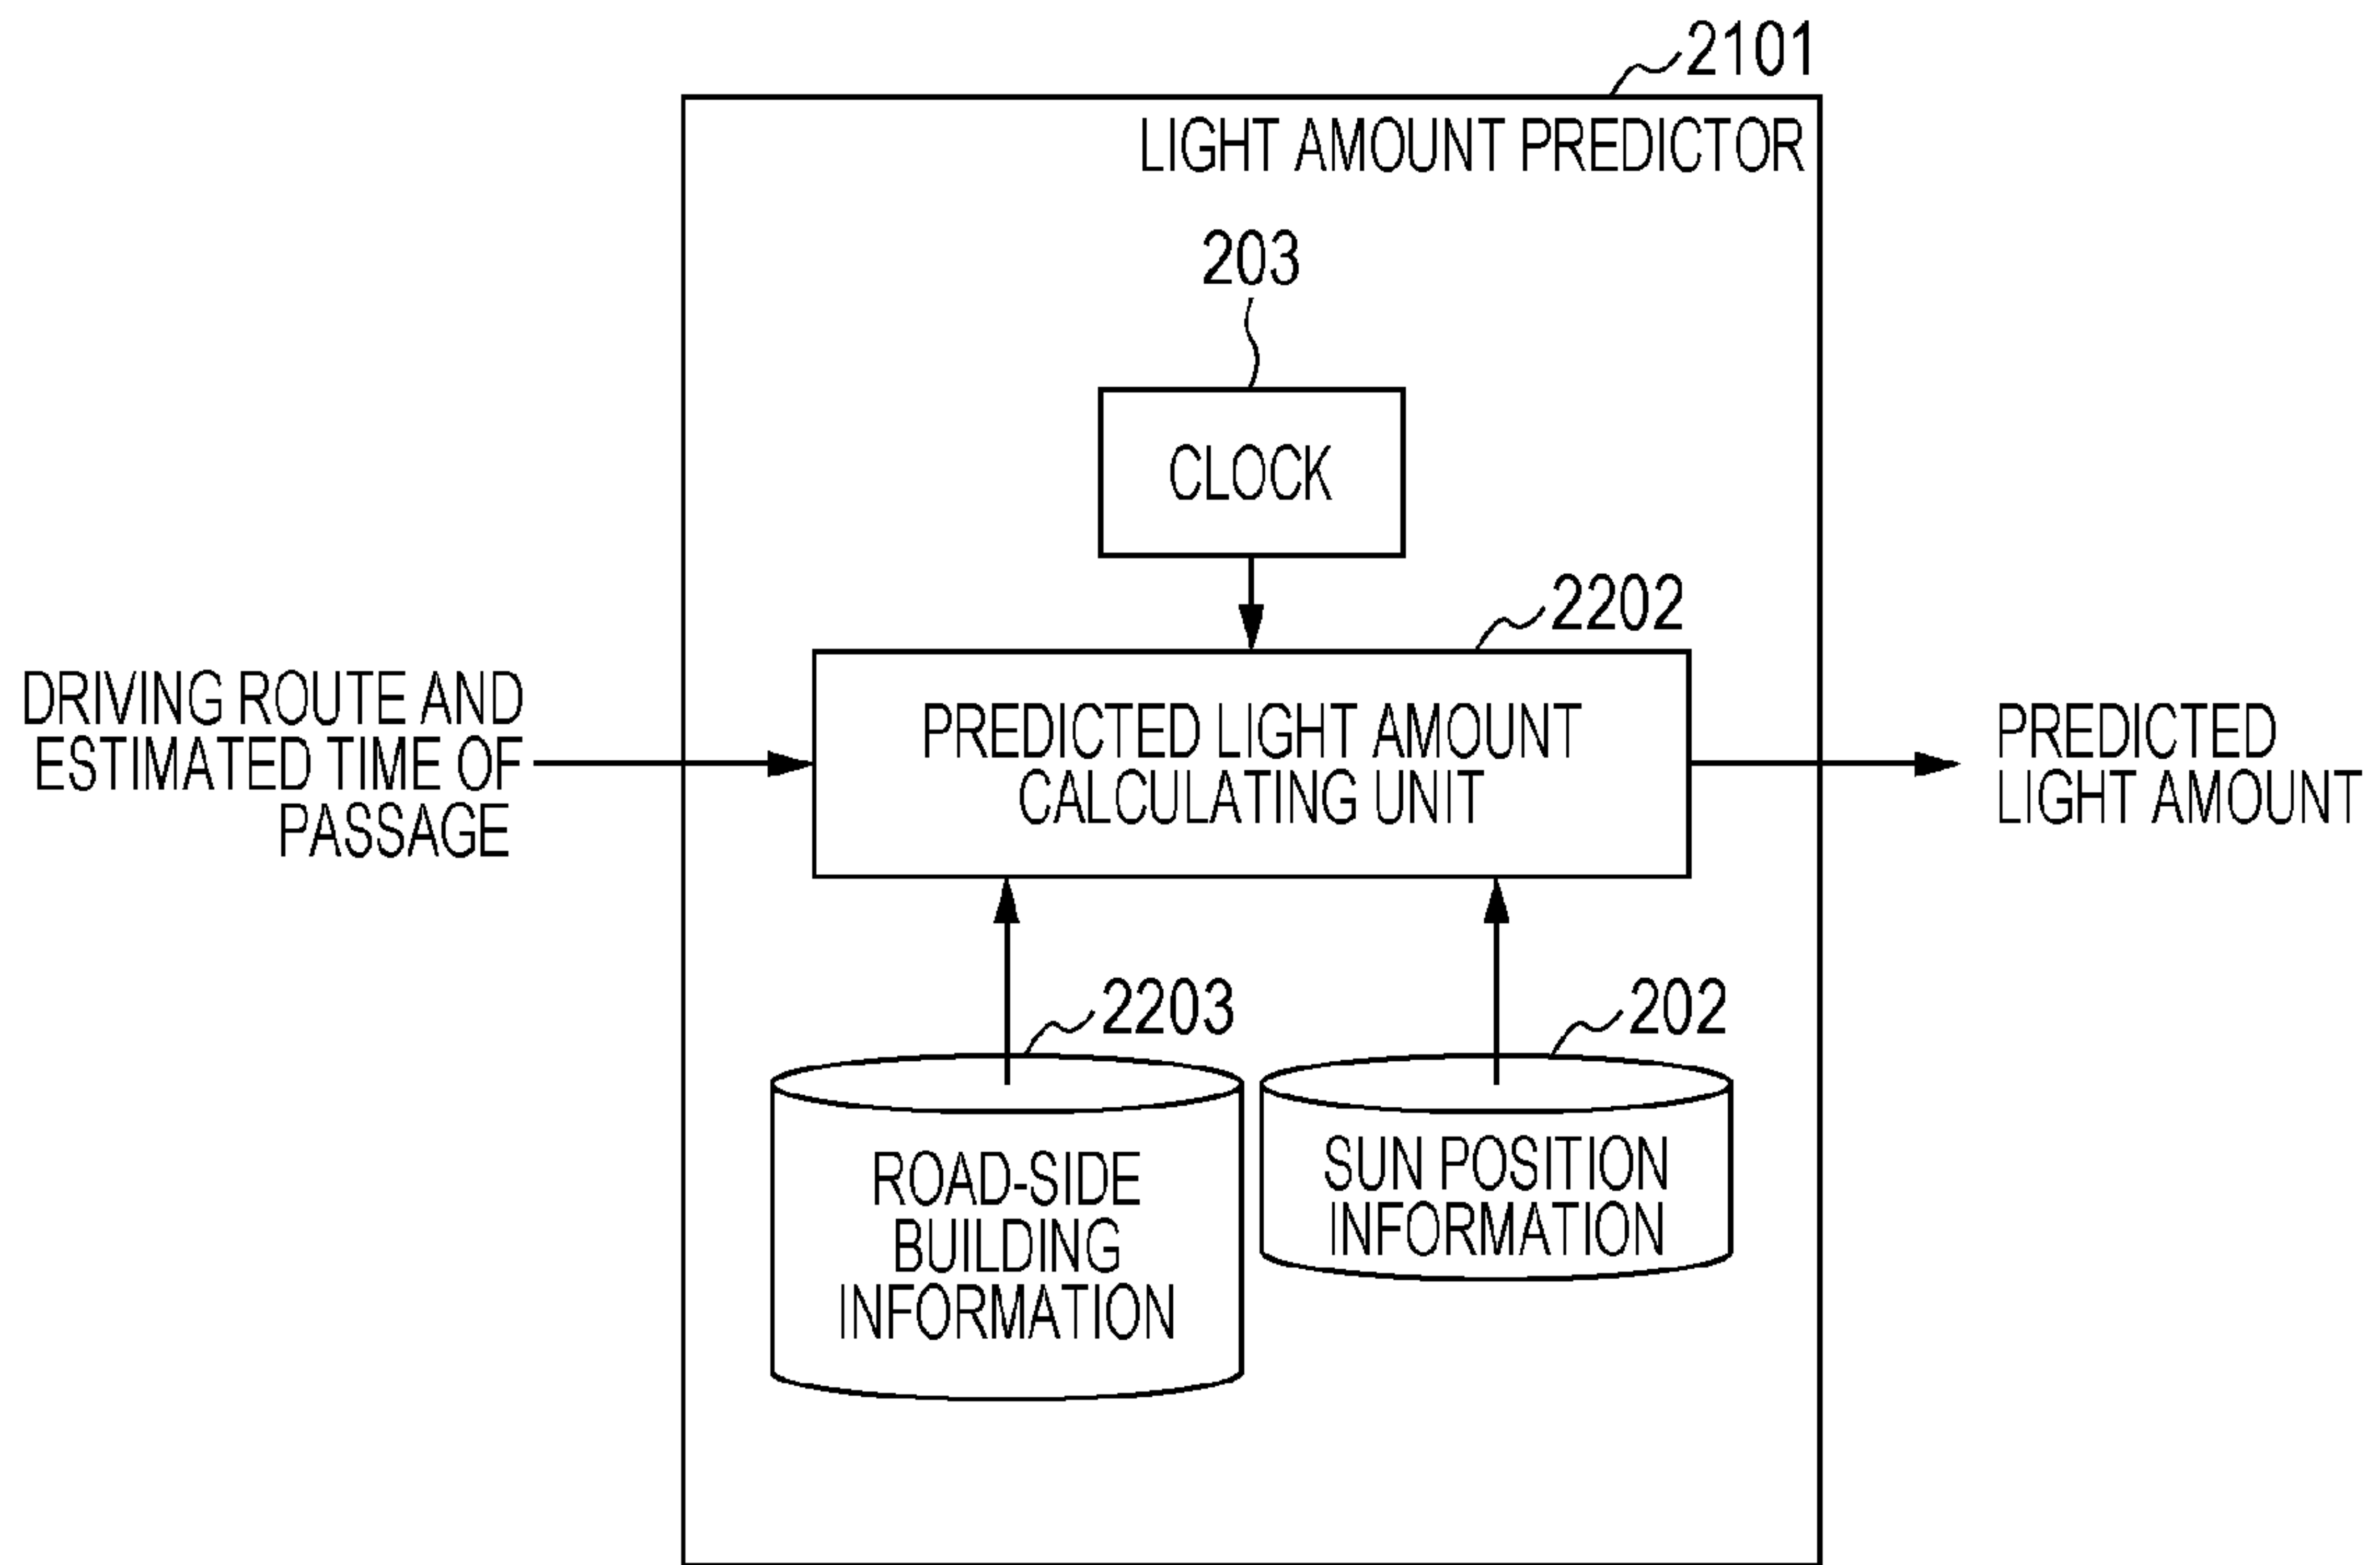 2101
LIGHT AMOUNT PREDICTOR
203
CLOCK
2202
DRIVING ROUTE AND
ESTIMATED TIME OF
PASSAGE
PREDICTED LIGHT AMOUNT
CALCULATING UNIT
PREDICTED
LIGHT AMOUNT
2203
202
ROAD-SIDE
BUILDING
INFORMATION
SUN POSITION
INFORMATION